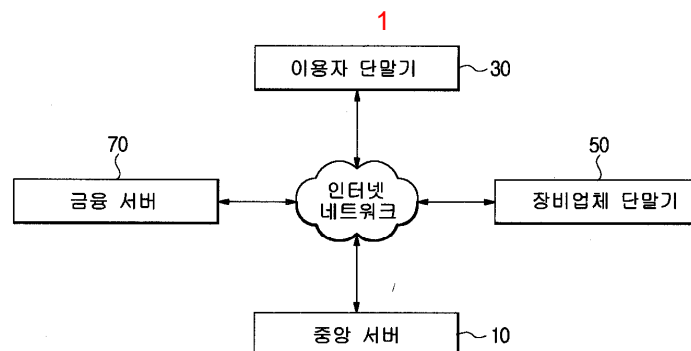 1
이용자 단말기 30
70
50
금융 서버
인터넷
네트워크
장비업체 단말기
중앙 서버 10